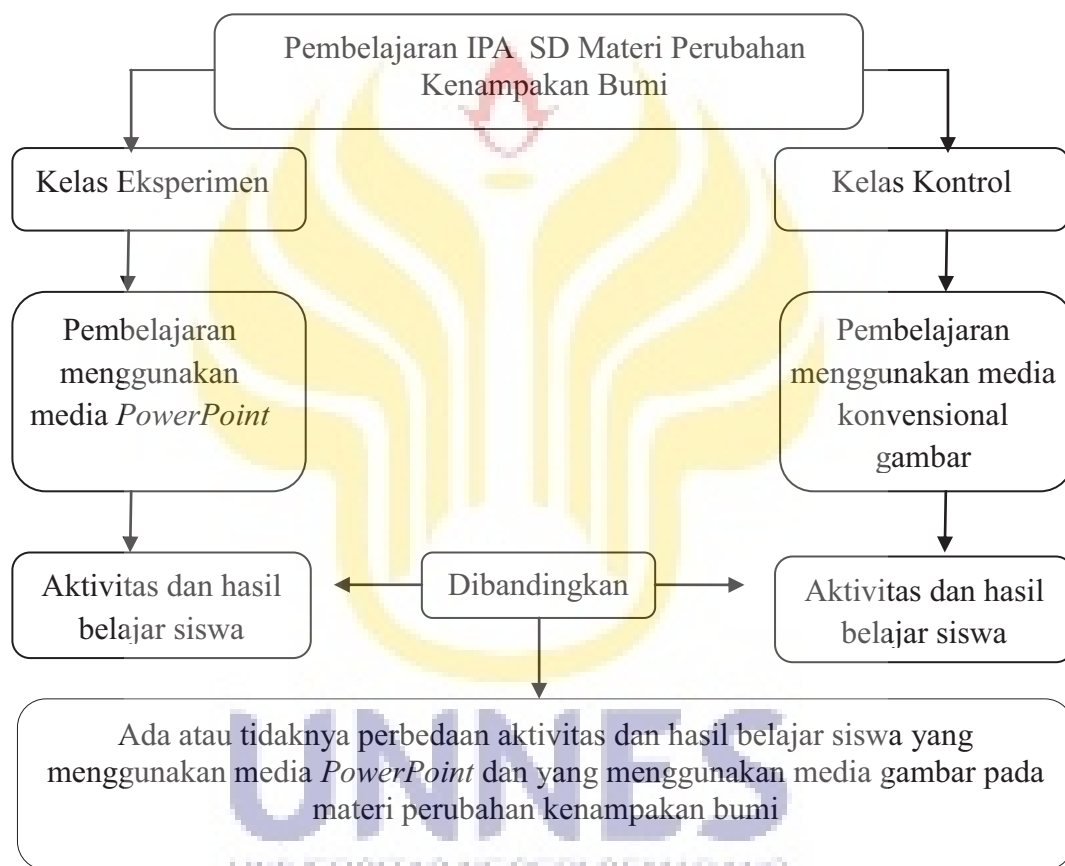 Pembelajaran IPA SD Materi Perubahan
Kenampakan Bumi
Kelas Eksperimen
Kelas Kontrol
Pembelajaran
menggunakan
media PowerPoint
Pembelajaran
menggunakan media
konvensional
gambar
Aktivitas dan hasil
belajar siswa
Dibandingkan
Aktivitas dan hasil
belajar siswa
Ada atau tidaknya perbedaan aktivitas dan hasil belajar siswa yang
menggunakan media PowerPoint dan yang menggunakan media gambar pada
materi perubahan kenampakan bumi
UNNES